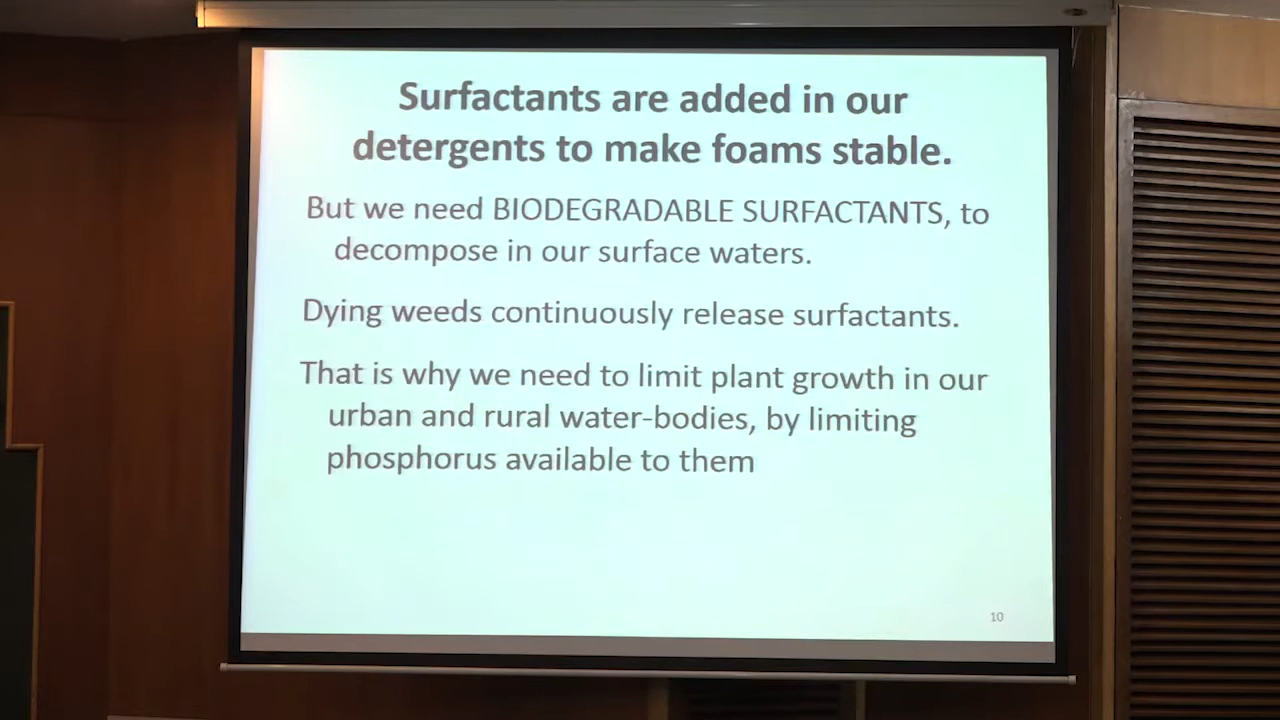 Surfactants are added in our
detergents to make foams stable.
But we need BIODEGRADABLE SURFACTANTS, to
decompose in our surface waters.
Dying weeds continuously release surfactants.
That is why we need to limit plant growth in our
urban and rural water-bodies, by limiting
phosphorus available to them
10